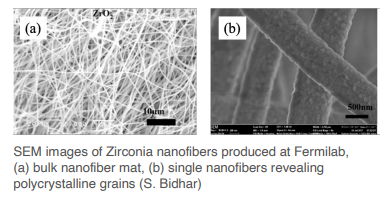 ZrO2
(a)
10um
(b)
500nm
SEM images of Zirconia nanofibers produced at Fermilab,
(a) bulk nanofiber mat, (b) single nanofibers revealing
polycrystalline grains (S. Bidhar)